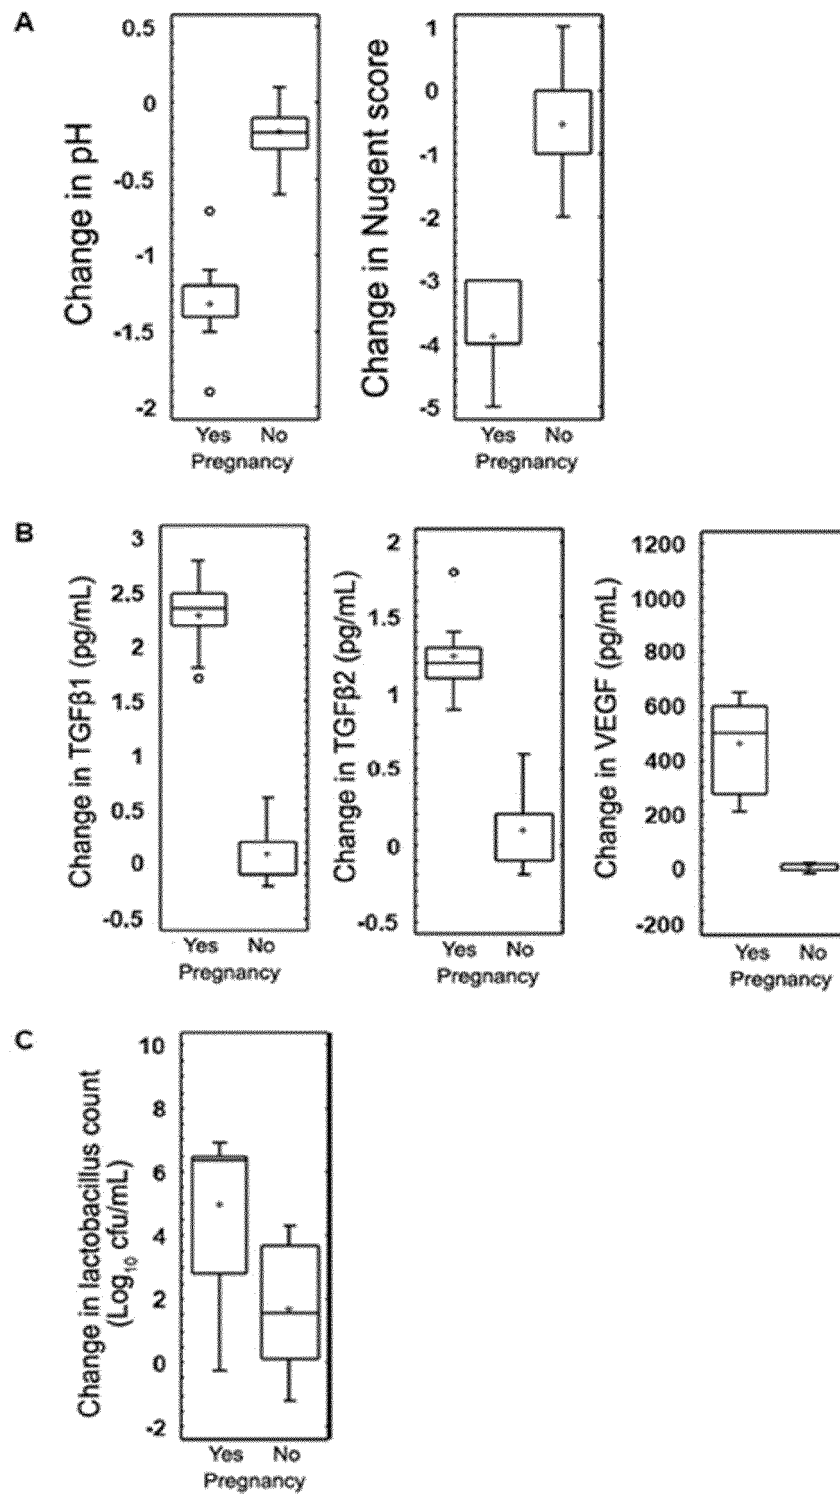 A
Change in pH
0.5
0
-0.5
-1
-1.5
-2
Yes No
Pregnancy
Change in Nugent score
1
0
-1
-2
-3
-4
-5
Yes No
Pregnancy
B
Change in TGFβ1 (pg/mL)
3
2.5
2
1.5
1
0.5
0
-0.5
Yes No
Pregnancy
Change in TGFβ2 (pg/mL)
2
1.5
1
0.5
0
-0.5
Yes No
Pregnancy
Change in VEGF (pg/mL)
1200
1000
800
600
400
200
0
-200
Yes No
Pregnancy
C
Change in lactobacillus count
(Log₁₀ cfu/mL)
10
8
6
4
2
0
-2
Yes No
Pregnancy